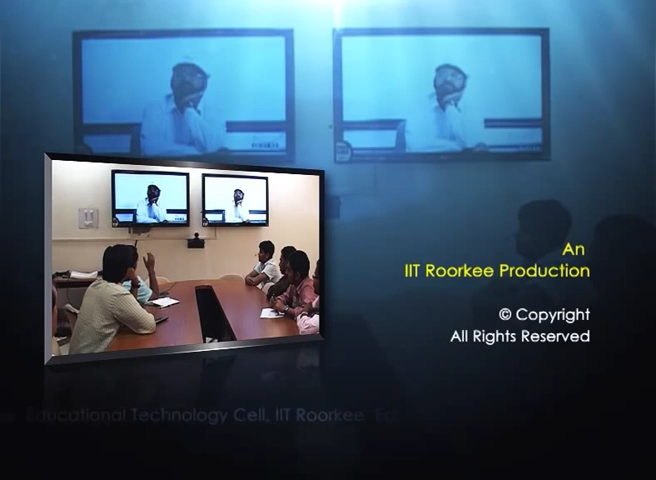 An
IIT Roorkee Production
© Copyright
All Rights Reserved
Educational Technology Cell, IIT Roorkee